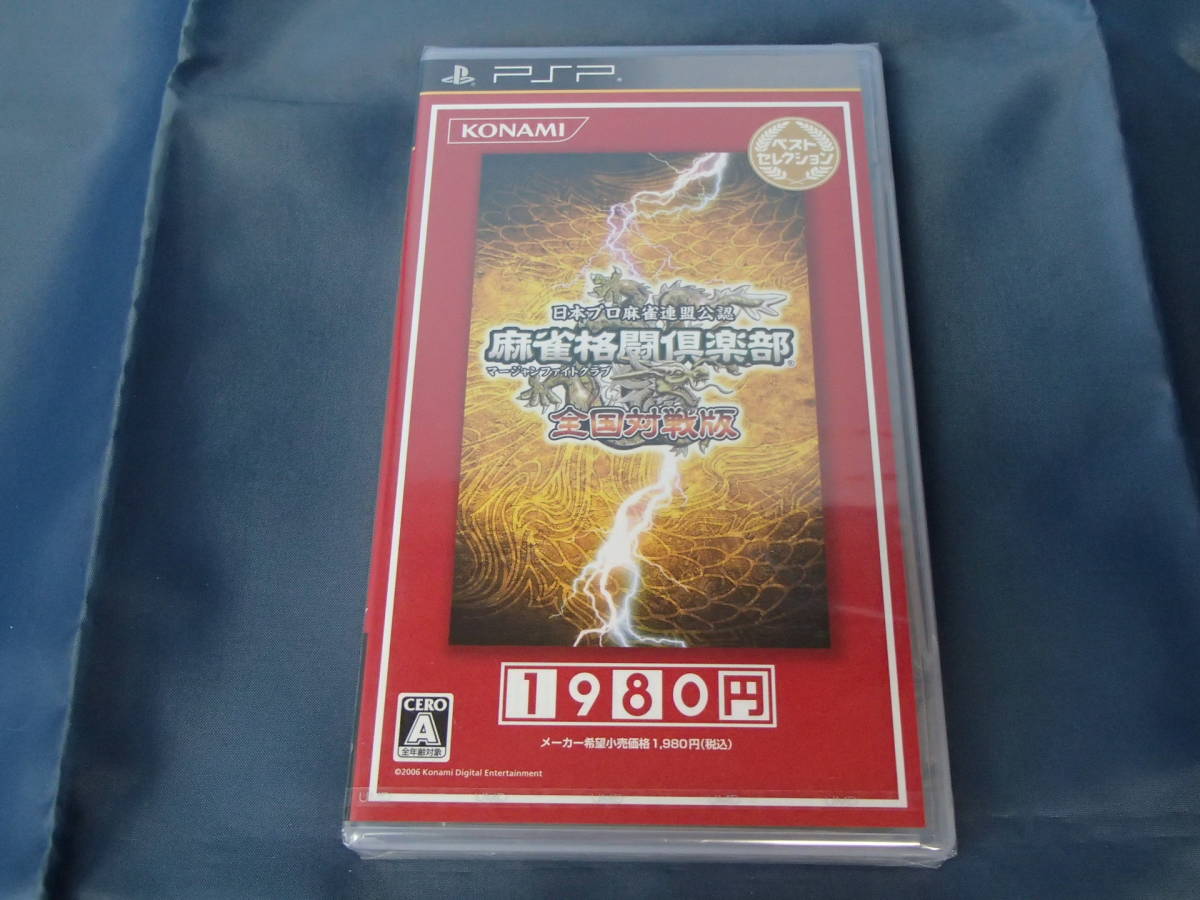 PSP
KONAMI
ベスト
セレクション
日本プロ麻雀連盟公認
麻雀格闘倶楽部®
マージャンファイトクラブ
全国対戦版
1980円
メーカー希望小売価格1,980円(税込)
CERO
A
全年齢対象
©2006 Konami Digital Entertainment